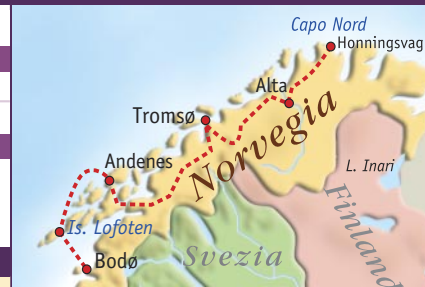 Capo Nord
Honningsvag
Alta
Tromsø
Norvegia
Andenes
L. Inari
Is. Lofoten
Finland
Svezia
Bodø